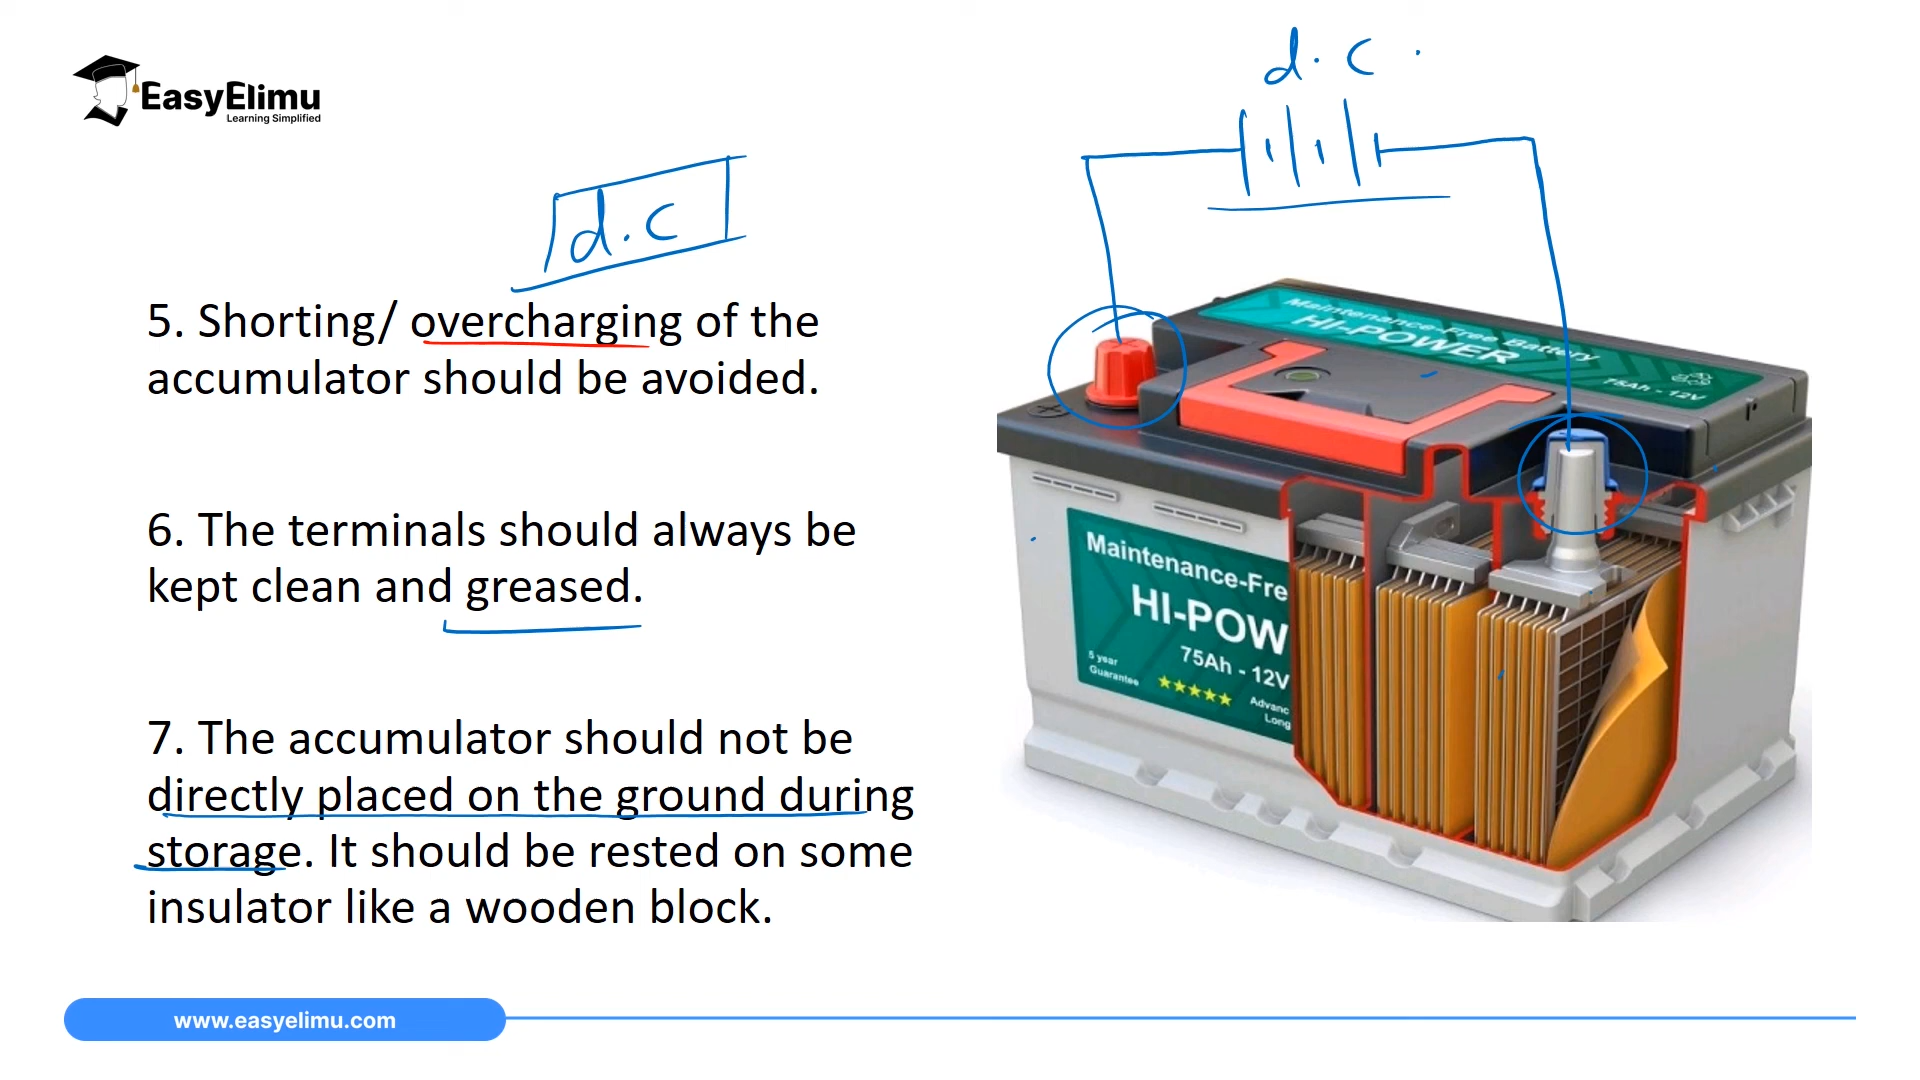 EasyElimu
Learning Simplified
d.c
d.c.
5. Shorting/ overcharging of the
accumulator should be avoided.
6. The terminals should always be
kept clean and greased.
7. The accumulator should not be
directly placed on the ground during
storage. It should be rested on some
insulator like a wooden block.
Maintenance-Free Battery
HI-POWER
75Ah - 12V
Maintenance-Fre
HI-POW
75Ah - 12V
5 year
Guarantee
Advanc
Long
www.easyelimu.com